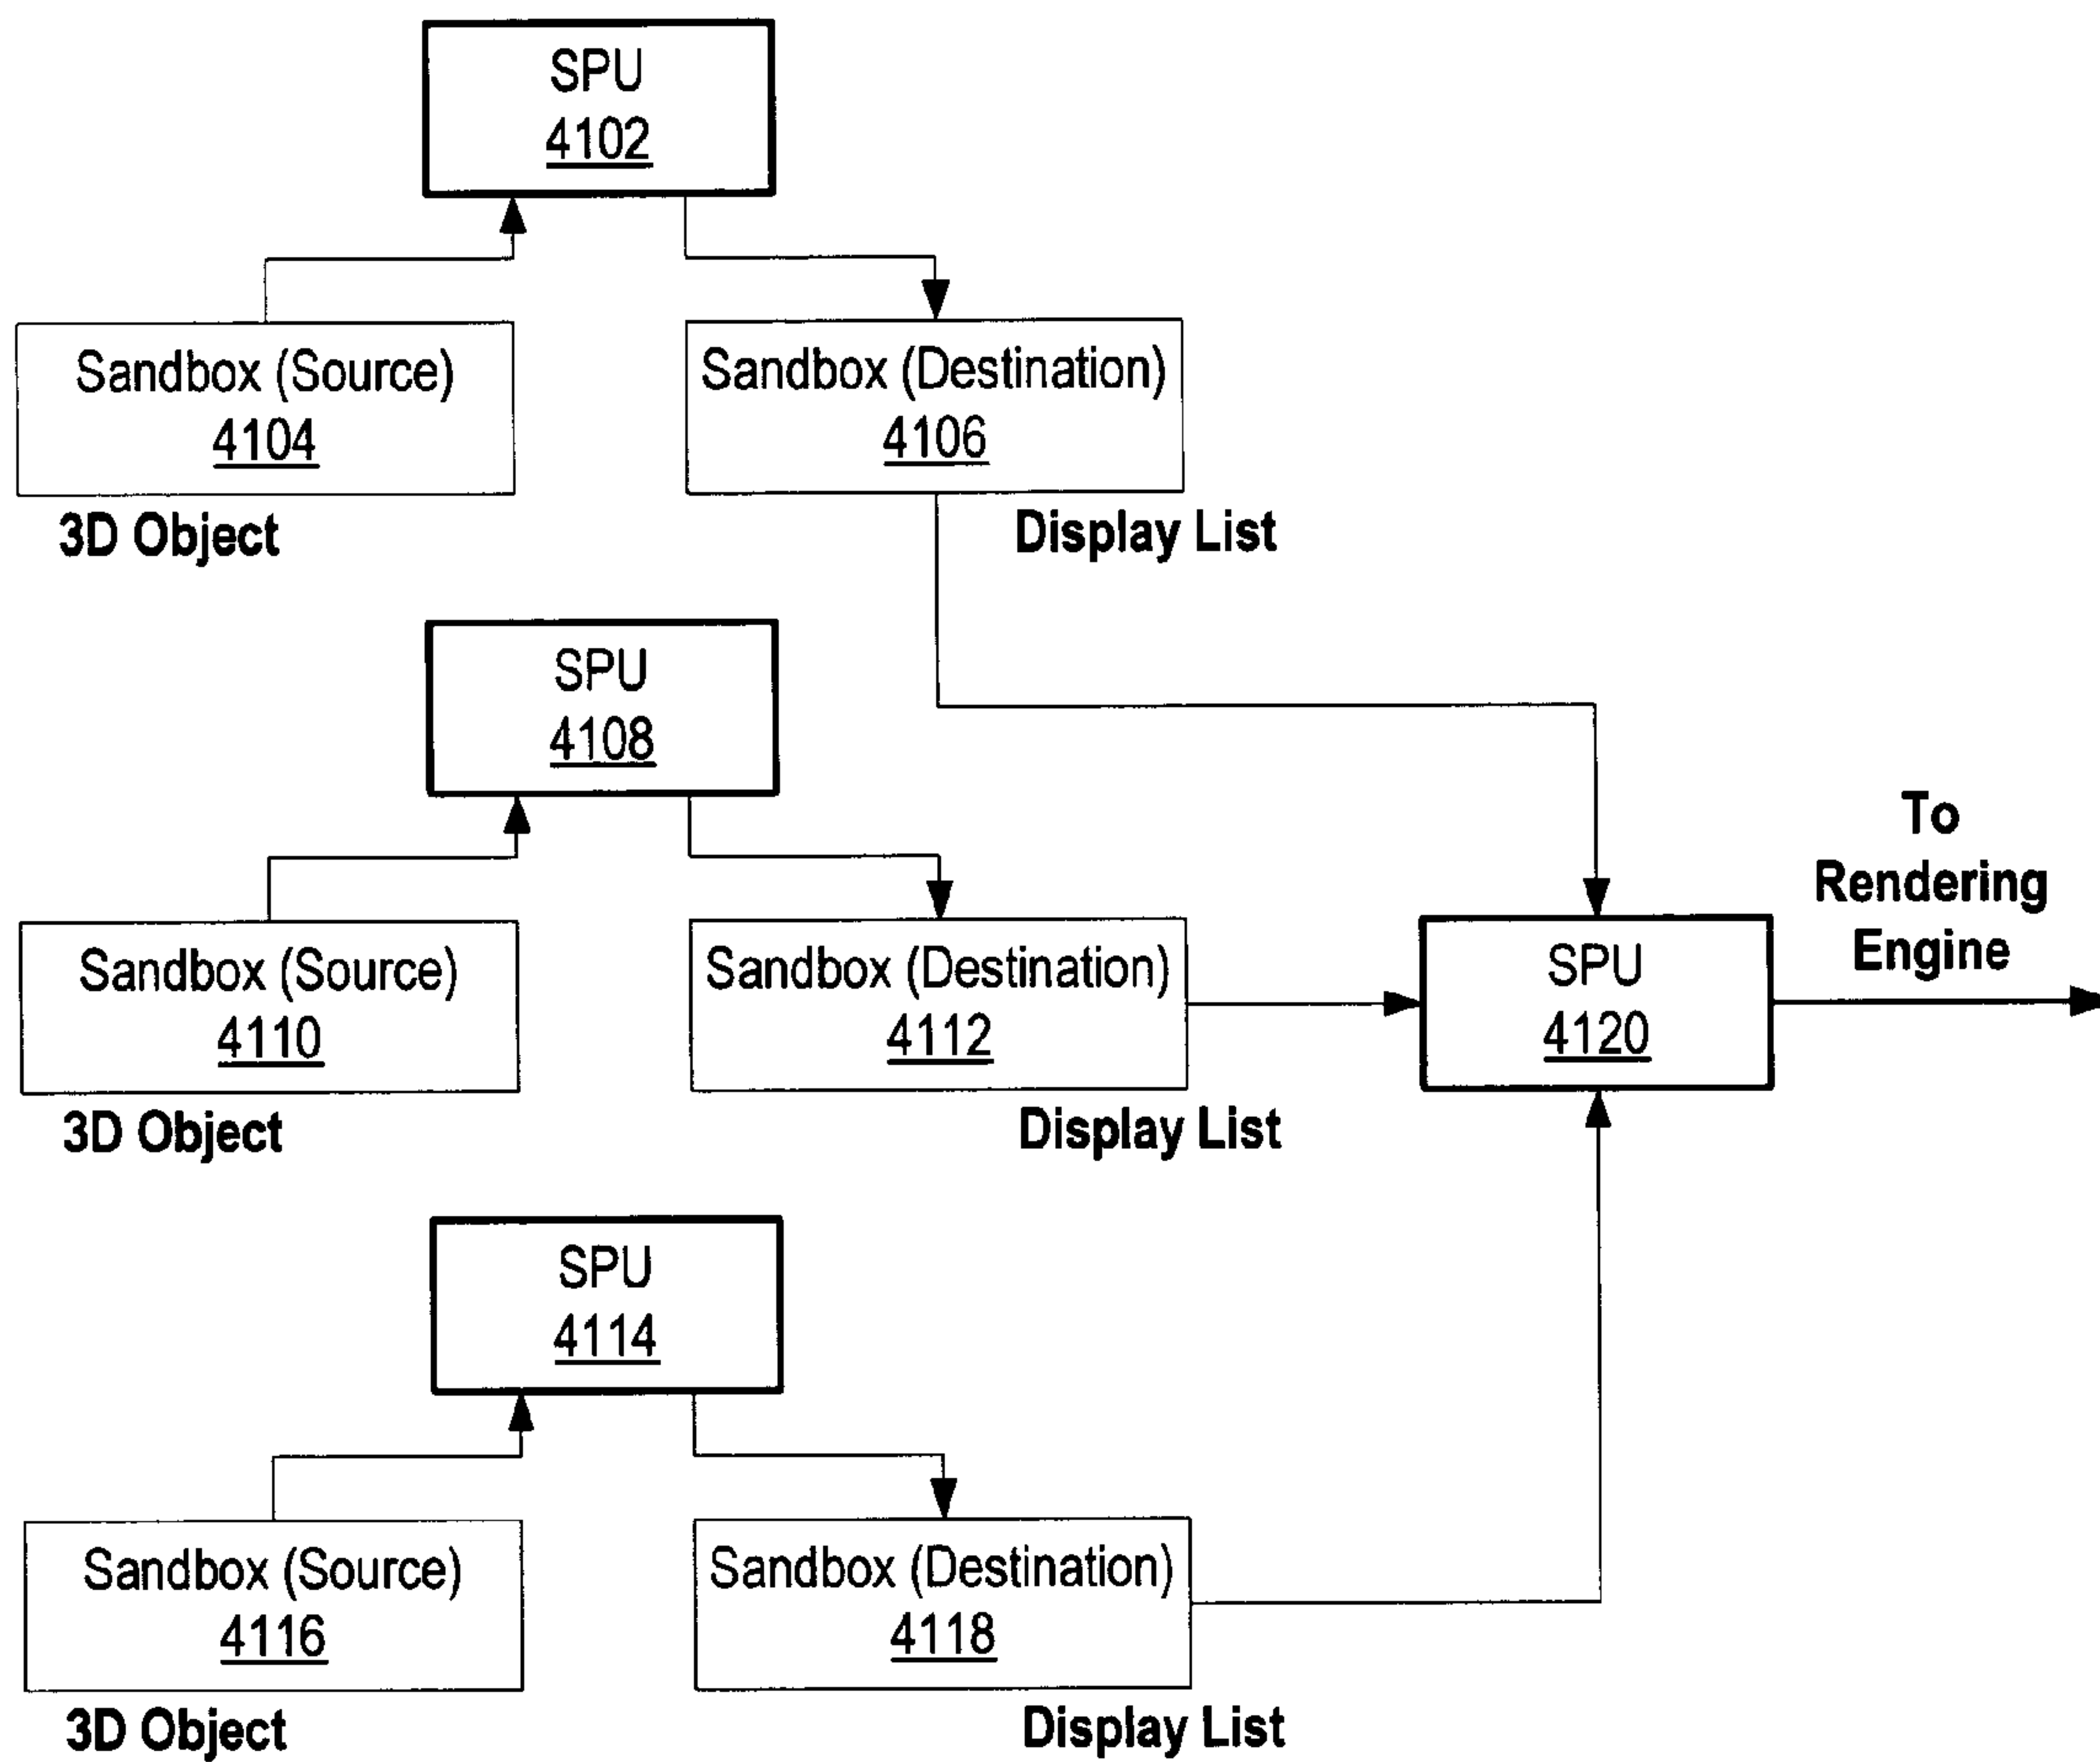 SPU
4102
Sandbox (Source)
4104
3D Object
Sandbox (Destination)
4106
Display List
SPU
4108
Sandbox (Source)
4110
3D Object
Sandbox (Destination)
4112
Display List
SPU
4120
To
Rendering
Engine
SPU
4114
Sandbox (Source)
4116
3D Object
Sandbox (Destination)
4118
Display List